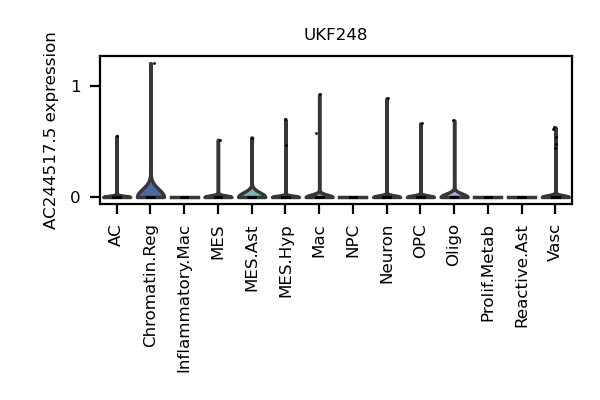 UKF248
AC244517.5 expression
1
0
AC
Chromatin.Reg
Inflammatory.Mac
MES
MES.Ast
MES.Hyp
Mac
NPC
Neuron
OPC
Oligo
Prolif.Metab
Reactive.Ast
Vasc